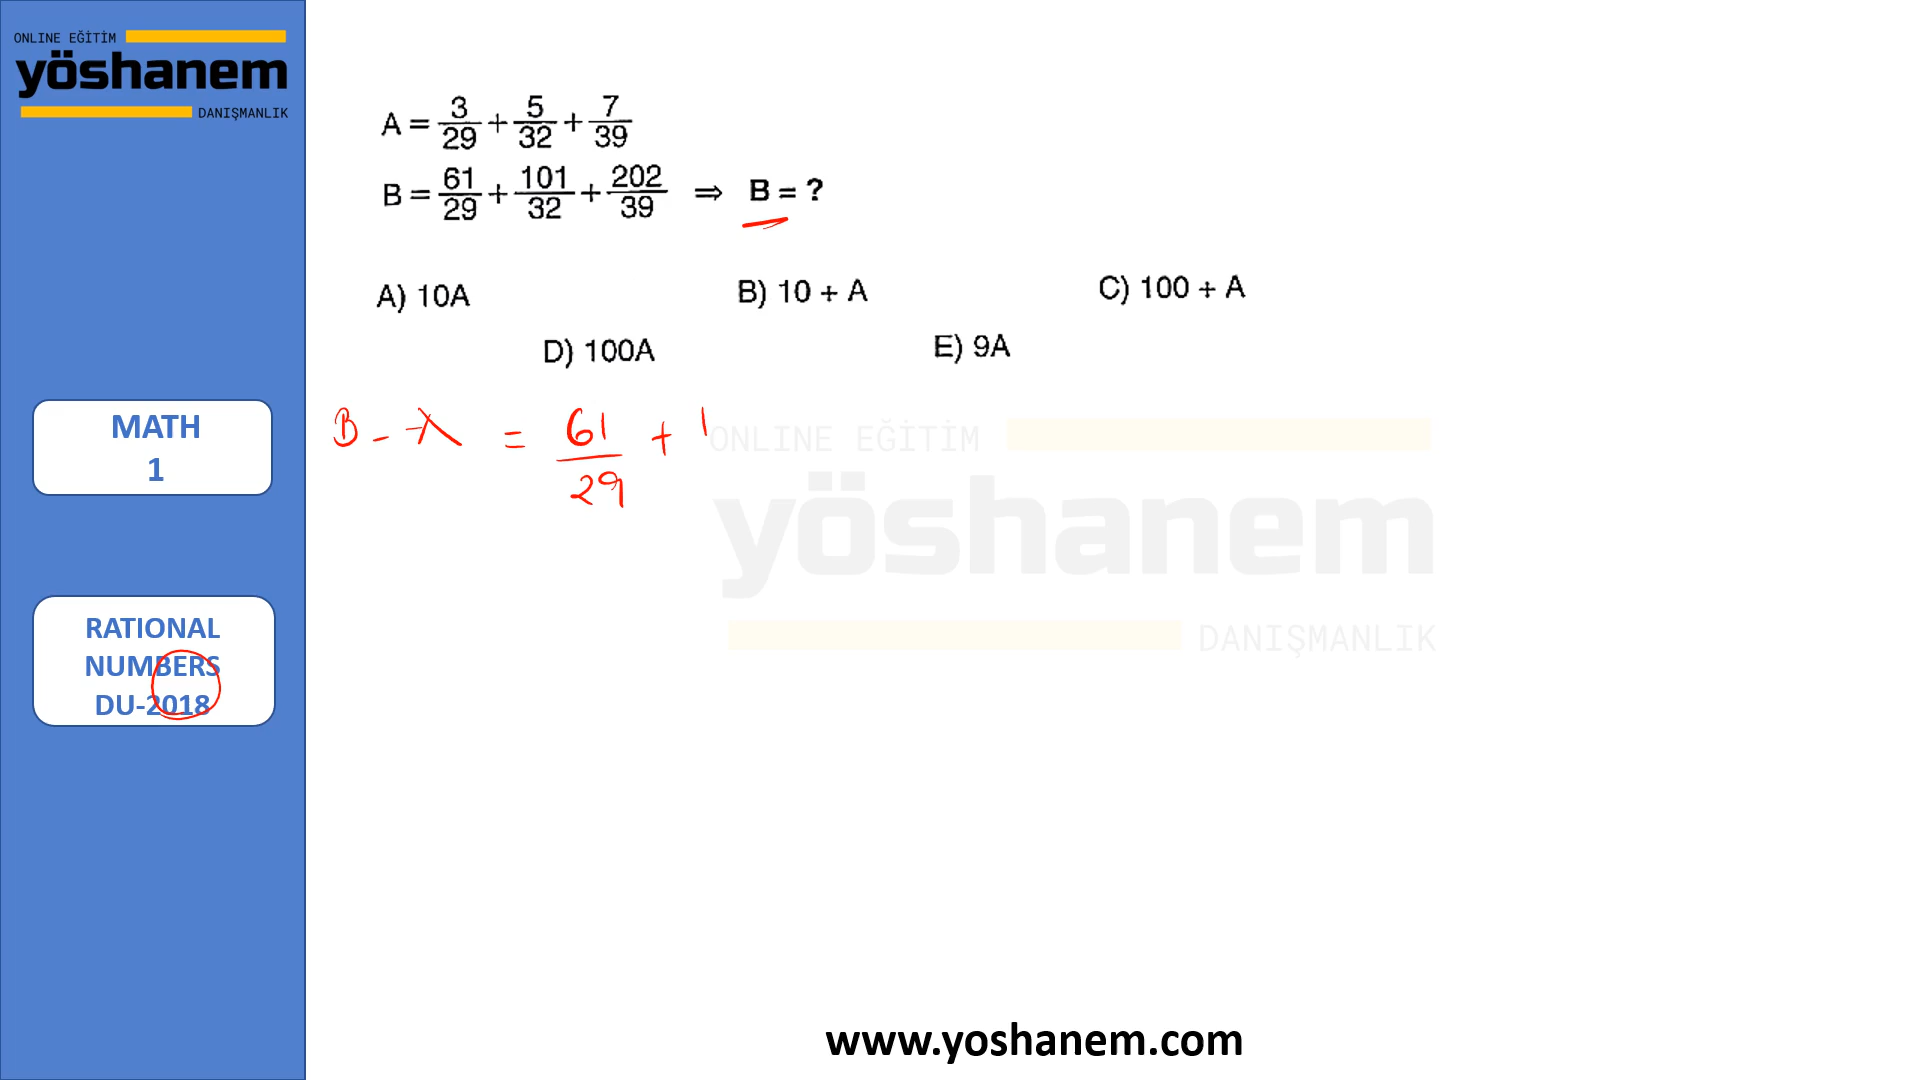 ONLINE EĞİTİM
yöshanem
DANIŞMANLIK
A = 3/29 + 5/32 + 7/39
B = 61/29 + 101/32 + 202/39 ⇒ B = ?
A) 10A B) 10 + A C) 100 + A
D) 100A E) 9A
MATH
1
B - A = 61/29 + 1
ONLINE EĞİTİM
yöshanem
DANIŞMANLIK
RATIONAL
NUMBERS
DU-2018
www.yoshanem.com